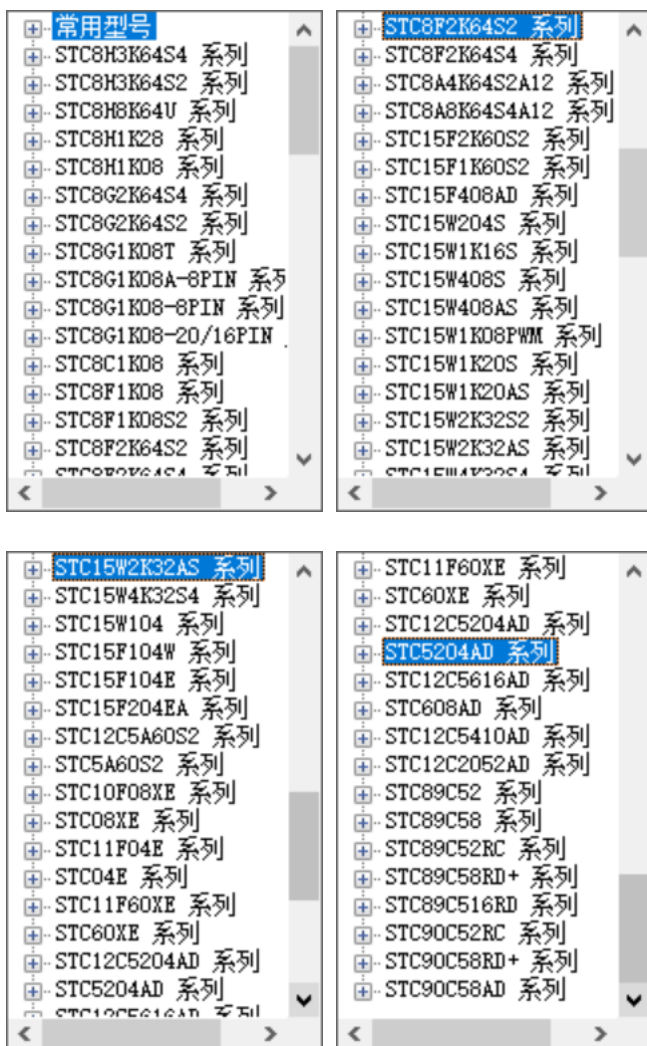 常用型号
STC8H3K64S4 系列
STC8H3K64S2 系列
STC8H8K64U 系列
STC8H1K28 系列
STC8H1K08 系列
STC8G2K64S4 系列
STC8G2K64S2 系列
STC8G1K08T 系列
STC8G1K08A-8PIN 系列
STC8G1K08-8PIN 系列
STC8G1K08-20/16PIN
STC8C1K08 系列
STC8F1K08 系列
STC8F1K08S2 系列
STC8F2K64S2 系列
STC8F2K64S4 系列
STC8F2K64S2 系列
STC8F2K64S4 系列
STC8A4K64S2A12 系列
STC8A8K64S4A12 系列
STC15F2K60S2 系列
STC15F1K60S2 系列
STC15F408AD 系列
STC15W204S 系列
STC15W1K16S 系列
STC15W408S 系列
STC15W408AS 系列
STC15W1K08PWM 系列
STC15W1K20S 系列
STC15W1K20AS 系列
STC15W2K32S2 系列
STC15W2K32AS 系列
STC15W4K32S4 系列
STC15W2K32AS 系列
STC15W4K32S4 系列
STC15W104 系列
STC15F104W 系列
STC15F104E 系列
STC15F204EA 系列
STC12C5A60S2 系列
STC5A60S2 系列
STC10F08XE 系列
STC08XE 系列
STC11F04E 系列
STC04E 系列
STC11F60XE 系列
STC60XE 系列
STC12C5204AD 系列
STC5204AD 系列
STC12C5616AD 系列
STC11F60XE 系列
STC60XE 系列
STC12C5204AD 系列
STC5204AD 系列
STC12C5616AD 系列
STC608AD 系列
STC12C5410AD 系列
STC12C2052AD 系列
STC89C52 系列
STC89C58 系列
STC89C52RC 系列
STC89C58RD+ 系列
STC89C516RD 系列
STC90C52RC 系列
STC90C58RD+ 系列
STC90C58AD 系列